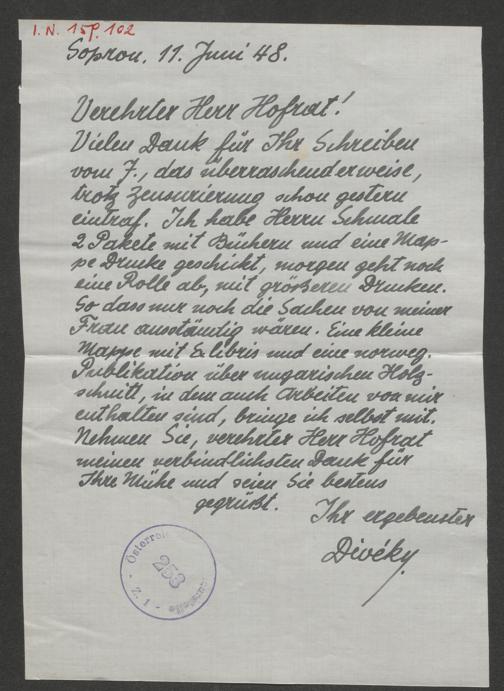 I.N. 158.102
Sopron, 11. Juni 48.
Verehrter Herr Hofrat!
Vielen Dank für Ihr Schreiben
vom 7., das überraschenderweise,
trotz Zensurierung schon gestern
eintraf. Ich habe Herrn Schmale
2 Pakete mit Büchern und eine Map-
pe Drucke geschickt, morgen geht noch
eine Rolle ab, mit größeren Drucken.
So dass nur noch die Sachen von meiner
Frau ausständig wären. Eine kleine
Mappe mit Exlibris und eine norweg.
Publikation über ungarischen Holz-
schnitt, in dem auch Arbeiten von mir
enthalten sind, bringe ich selbst mit.
Nehmen Sie, verehrter Herr Hofrat
meinen verbindlichsten Dank für
Ihre Mühe und seien Sie bestens
gegrüßt.
Ihr ergebenster
Divéky
Österre
253
Z. 1